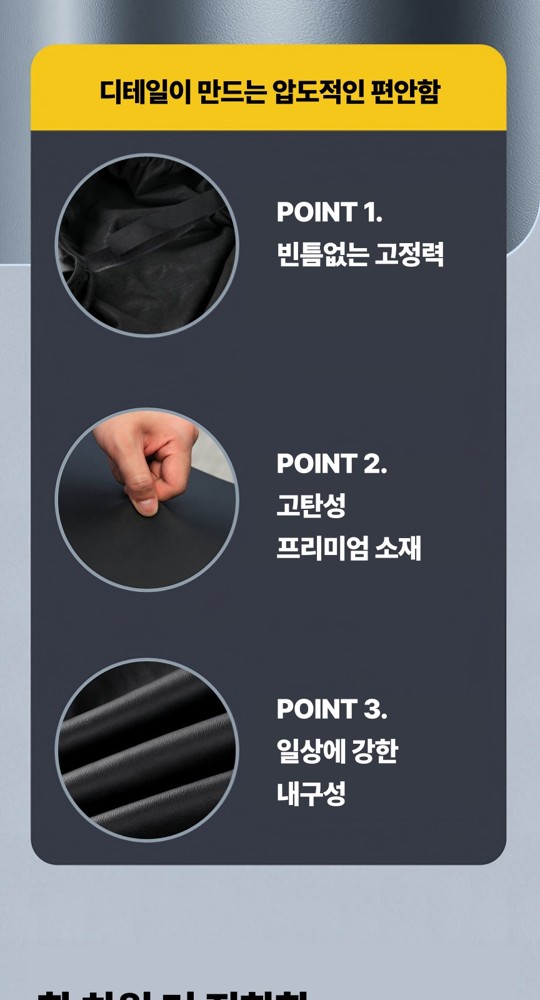 디테일이 만드는 압도적인 편안함
POINT 1.
빈틈없는 고정력
POINT 2.
고탄성
프리미엄 소재
POINT 3.
일상에 강한
내구성